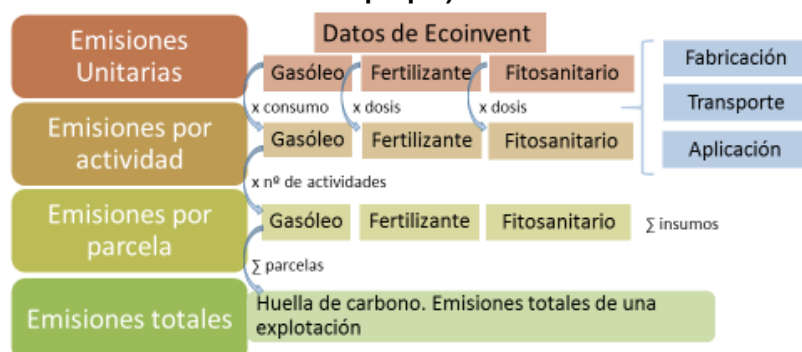 Emisiones
Unitarias
Datos de Ecoinvent
Gasóleo Fertilizante Fitosanitario
Fabricación
Transporte
Aplicación
x consumo x dosis x dosis
Emisiones por
actividad
Gasóleo Fertilizante Fitosanitario
x nº de actividades
Emisiones por
parcela
Gasóleo Fertilizante Fitosanitario ∑ insumos
∑ parcelas
Emisiones totales
Huella de carbono. Emisiones totales de una
explotación